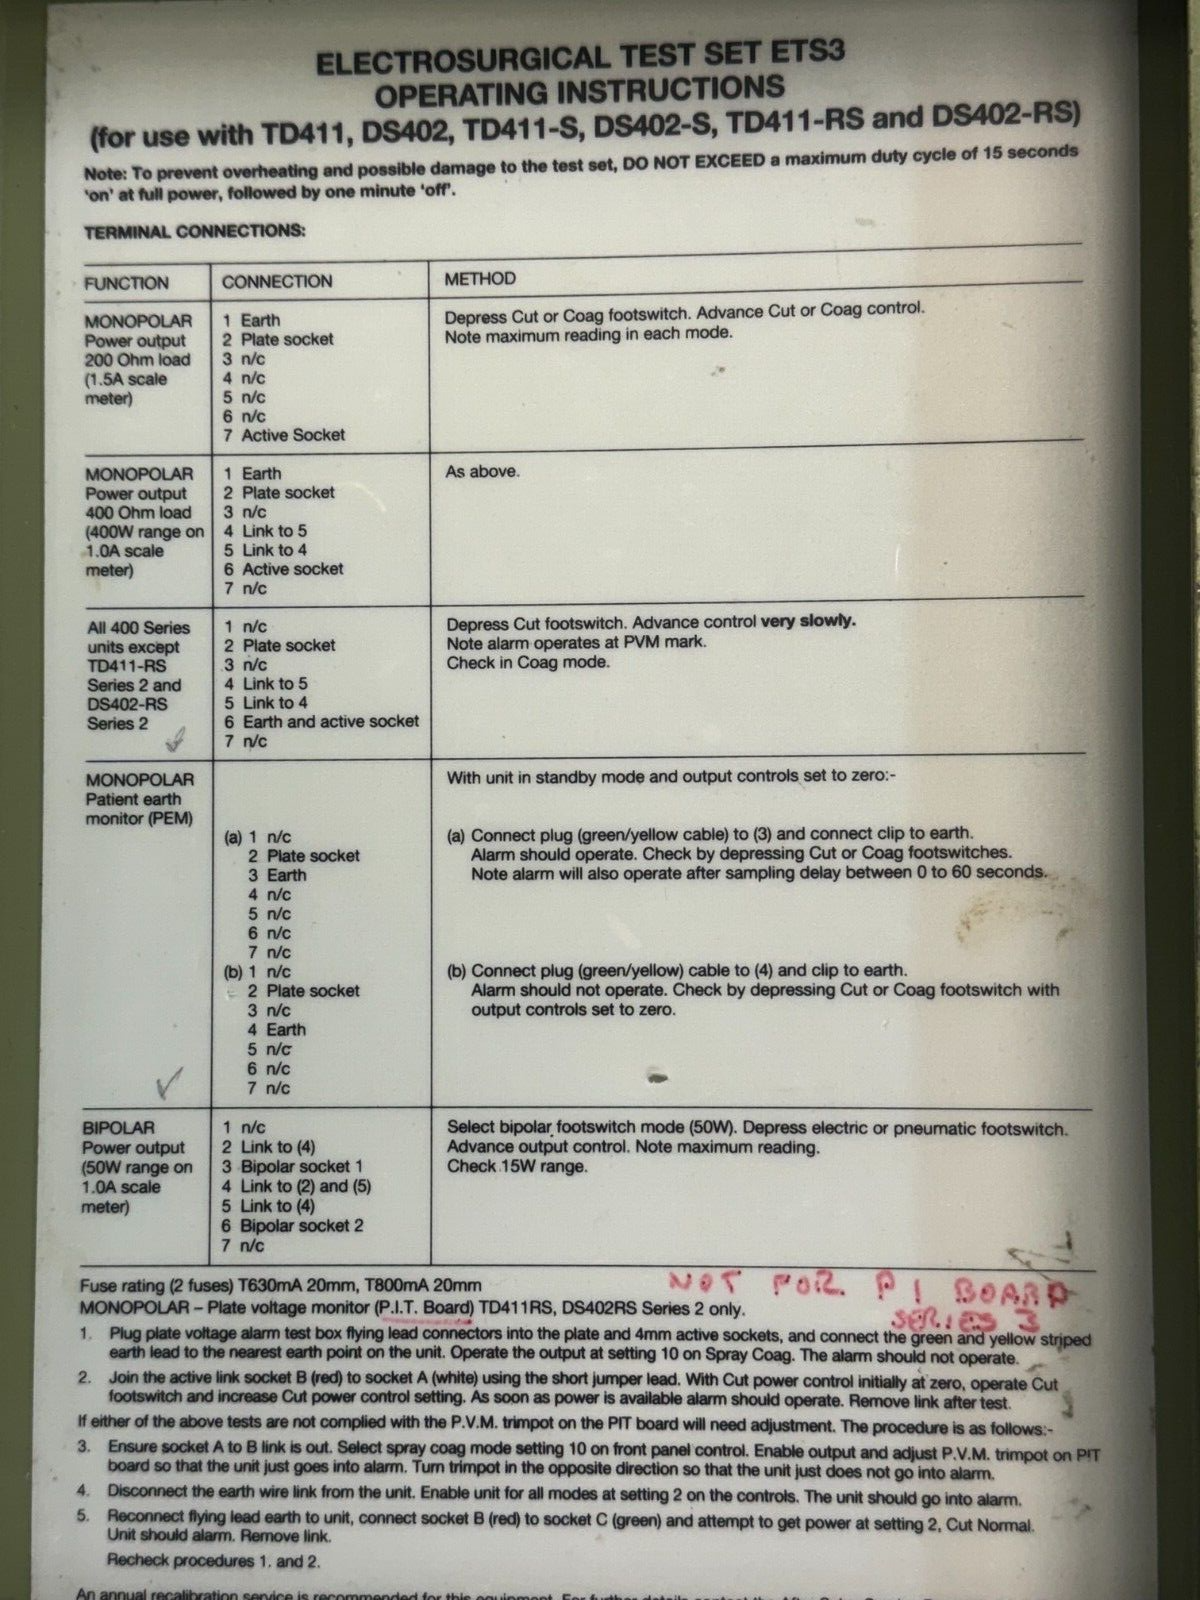 ELECTROSURGICAL TEST SET ETS3
OPERATING INSTRUCTIONS
(for use with TD411, DS402, TD411-S, DS402-S, TD411-RS and DS402-RS)
Note: To prevent overheating and possible damage to the test set, DO NOT EXCEED a maximum duty cycle of 15 seconds
'on' at full power, followed by one minute 'off'.
TERMINAL CONNECTIONS:
FUNCTION CONNECTION METHOD
MONOPOLAR
Power output
200 Ohm load
(1.5A scale
meter)
1 Earth
2 Plate socket
3 n/c
4 n/c
5 n/c
6 n/c
7 Active Socket
Depress Cut or Coag footswitch. Advance Cut or Coag control.
Note maximum reading in each mode.
MONOPOLAR
Power output
400 Ohm load
(400W range on
1.0A scale
meter)
1 Earth
2 Plate socket
3 n/c
4 Link to 5
5 Link to 4
6 Active socket
7 n/c
As above.
All 400 Series
units except
TD411-RS
Series 2 and
DS402-RS
Series 2
1 n/c
2 Plate socket
3 n/c
4 Link to 5
5 Link to 4
6 Earth and active socket
7 n/c
Depress Cut footswitch. Advance control very slowly.
Note alarm operates at PVM mark.
Check in Coag mode.
MONOPOLAR
Patient earth
monitor (PEM)
(a) 1 n/c
2 Plate socket
3 Earth
4 n/c
5 n/c
6 n/c
7 n/c
(b) 1 n/c
2 Plate socket
3 n/c
4 Earth
5 n/c
6 n/c
7 n/c
With unit in standby mode and output controls set to zero:-
(a) Connect plug (green/yellow cable) to (3) and connect clip to earth.
Alarm should operate. Check by depressing Cut or Coag footswitches.
Note alarm will also operate after sampling delay between 0 to 60 seconds.
(b) Connect plug (green/yellow) cable to (4) and clip to earth.
Alarm should not operate. Check by depressing Cut or Coag footswitch with
output controls set to zero.
BIPOLAR
Power output
(50W range on
1.0A scale
meter)
1 n/c
2 Link to (4)
3 Bipolar socket 1
4 Link to (2) and (5)
5 Link to (4)
6 Bipolar socket 2
7 n/c
Select bipolar footswitch mode (50W). Depress electric or pneumatic footswitch.
Advance output control. Note maximum reading.
Check 15W range.
Fuse rating (2 fuses) T630mA 20mm, T800mA 20mm
NOT FOR P I BOARD
SERIES 3
MONOPOLAR – Plate voltage monitor (P.I.T. Board) TD411RS, DS402RS Series 2 only.
1. Plug plate voltage alarm test box flying lead connectors into the plate and 4mm active sockets, and connect the green and yellow striped
earth lead to the nearest earth point on the unit. Operate the output at setting 10 on Spray Coag. The alarm should not operate.
2. Join the active link socket B (red) to socket A (white) using the short jumper lead. With Cut power control initially at zero, operate Cut
footswitch and increase Cut power control setting. As soon as power is available alarm should operate. Remove link after test.
If either of the above tests are not complied with the P.V.M. trimpot on the PIT board will need adjustment. The procedure is as follows:-
3. Ensure socket A to B link is out. Select spray coag mode setting 10 on front panel control. Enable output and adjust P.V.M. trimpot on PIT
board so that the unit just goes into alarm. Turn trimpot in the opposite direction so that the unit just does not go into alarm.
4. Disconnect the earth wire link from the unit. Enable unit for all modes at setting 2 on the controls. The unit should go into alarm.
5. Reconnect flying lead earth to unit, connect socket B (red) to socket C (green) and attempt to get power at setting 2, Cut Normal.
Unit should alarm. Remove link.
Recheck procedures 1. and 2.
An annual recalibration service is recommended for this equipment. For further details contact the After Sales Service